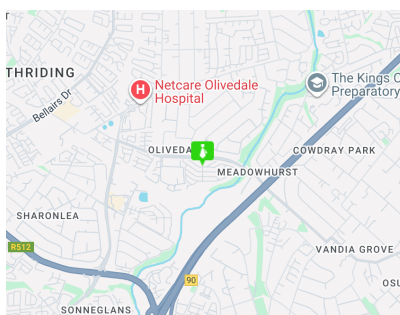 THRIDING
Netcare Olivedale
Hospital
The Kings C
Preparatory
Bellairs Dr
OLIVEDA
COWDRAY PARK
MEADOWHURST
SHARONLEA
R512
VANDIA GROVE
90
OSU
SONNEGLANS